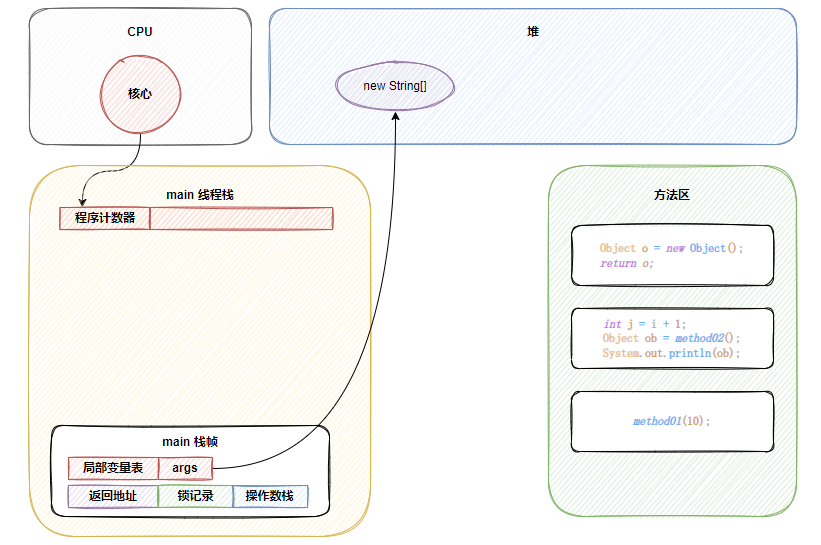 CPU
核心
堆
new String[]
main 线程栈
程序计数器
main 栈帧
局部变量表
args
返回地址
锁记录
操作数栈
方法区
Object o = new Object();
return o;
int j = i + 1;
Object ob = method02();
System.out.println(ob);
method01(10);